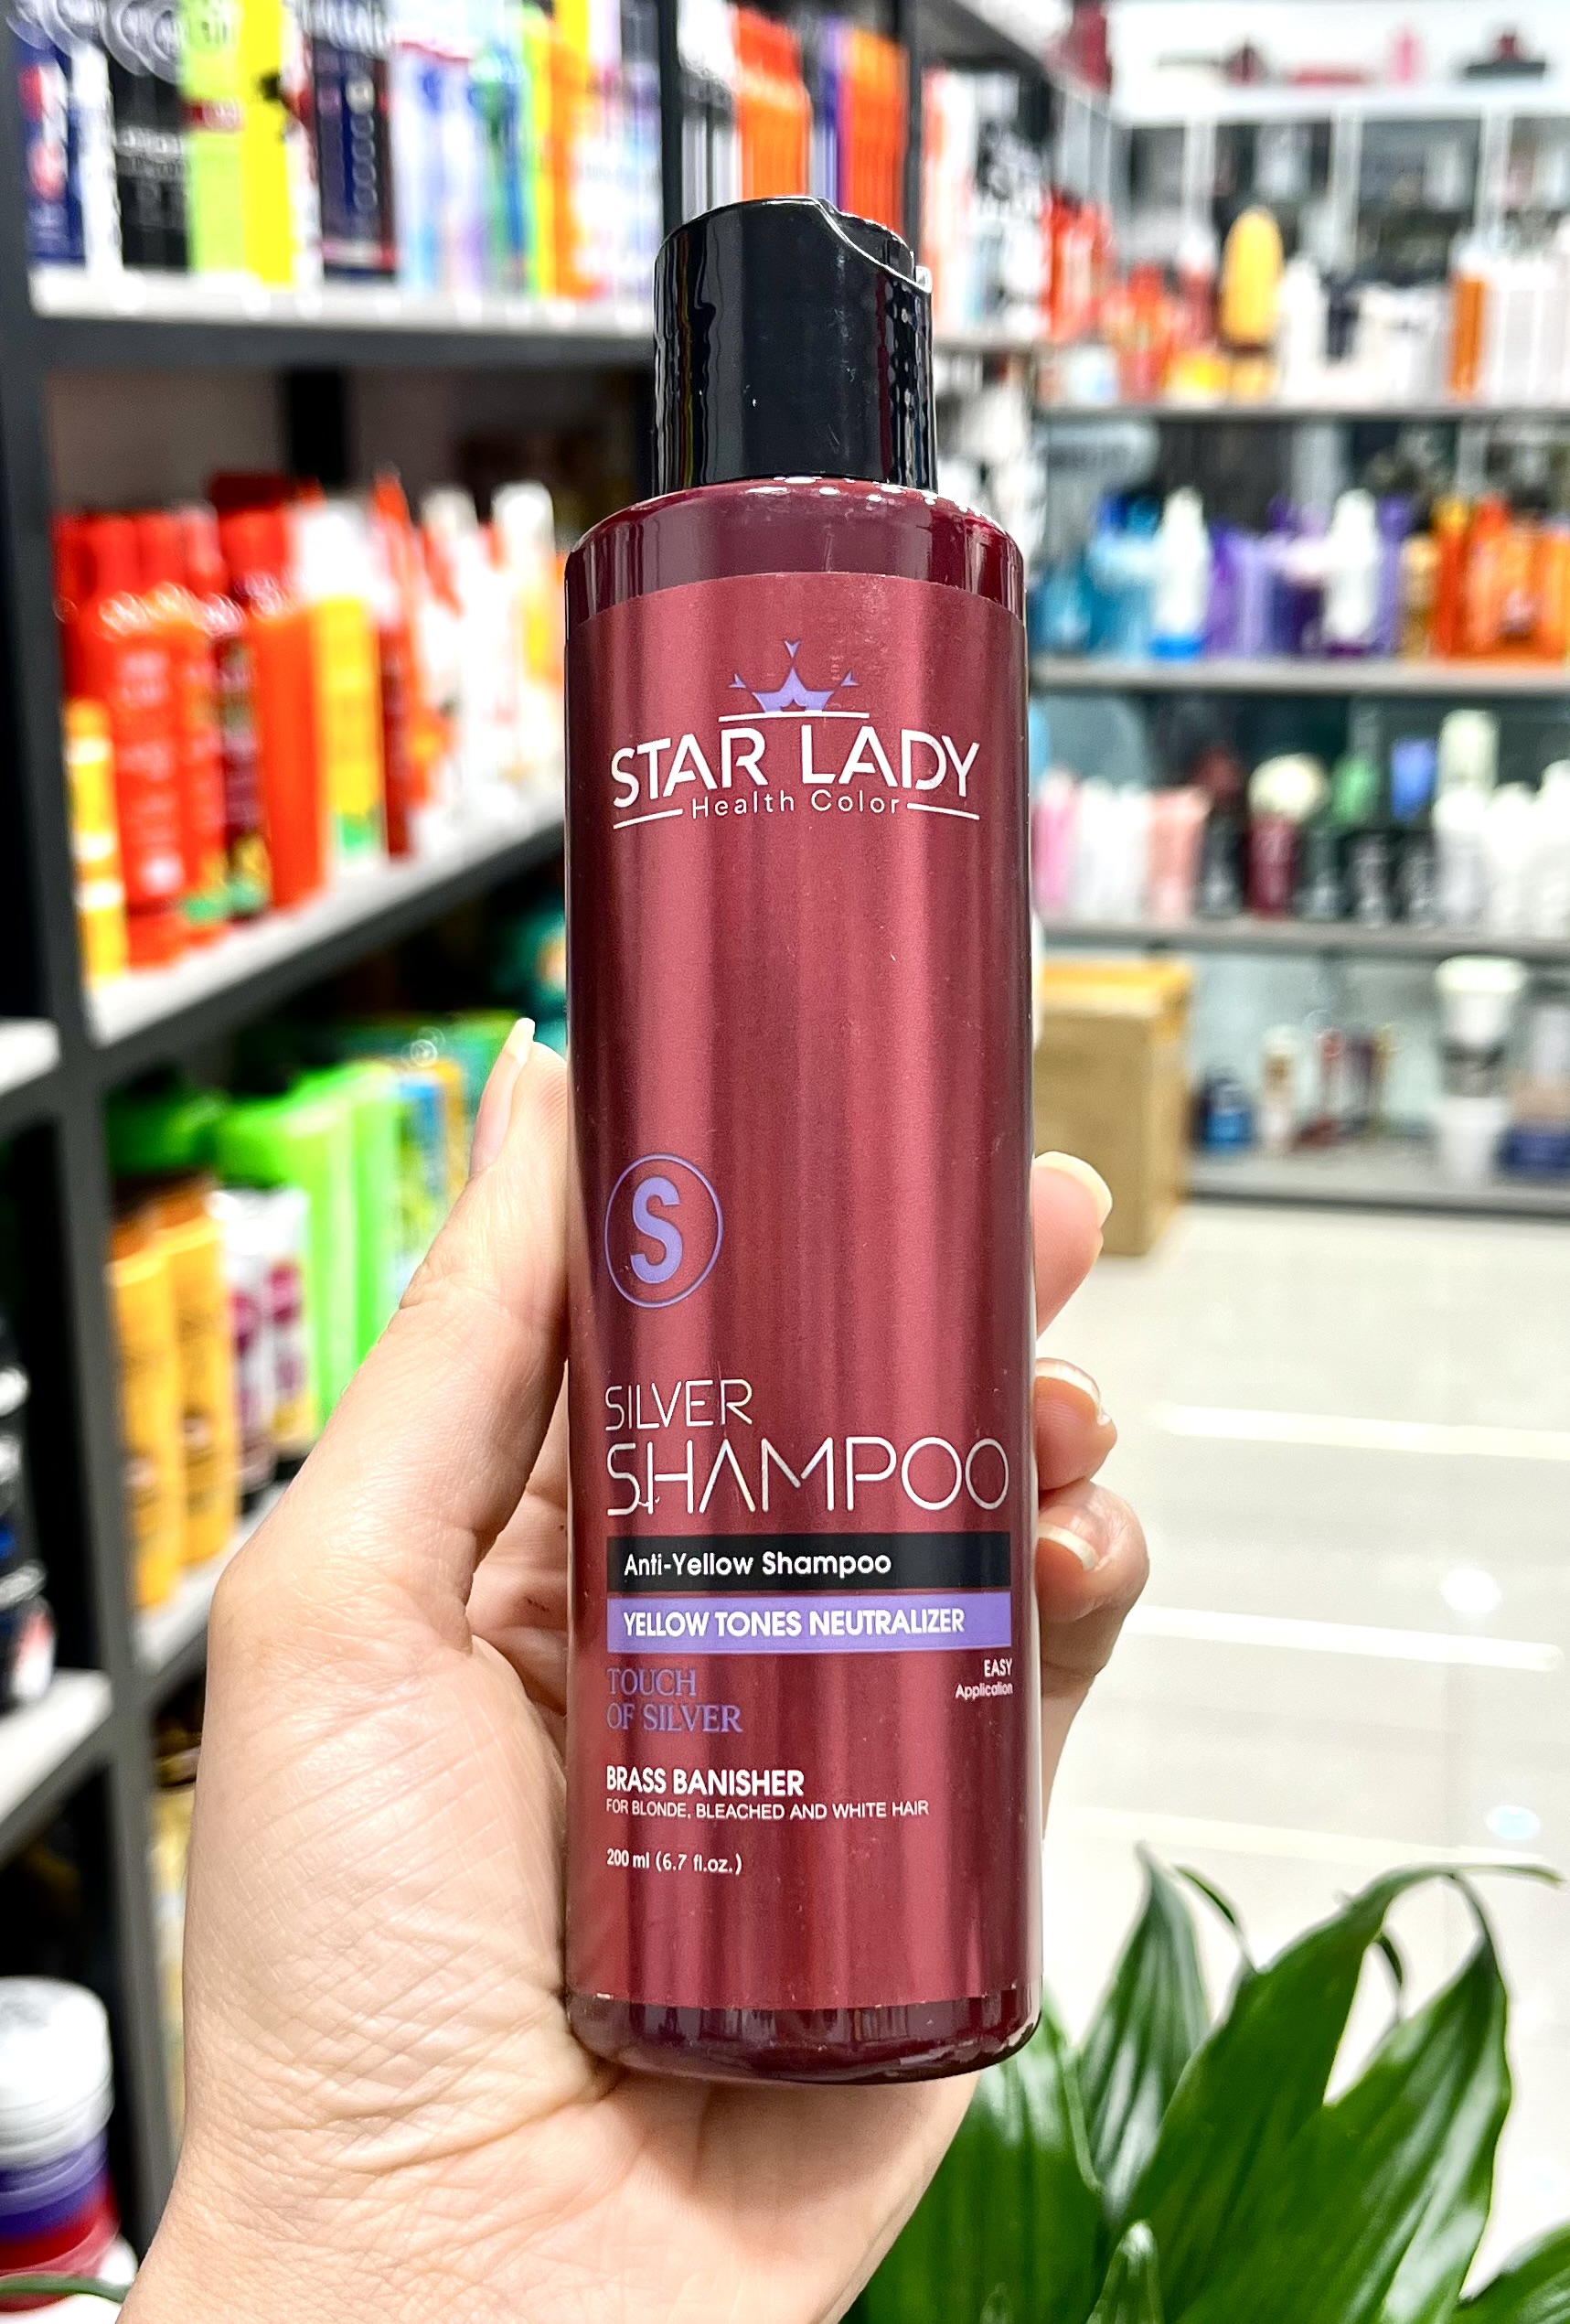 STAR LADY
Health Color
S
SILVER
SHAMPOO
Anti-Yellow Shampoo
YELLOW TONES NEUTRALIZER
TOUCH
OF SILVER
EASY
Application
BRASS BANISHER
FOR BLONDE, BLEACHED AND WHITE HAIR
200 ml (6.7 fl.oz.)